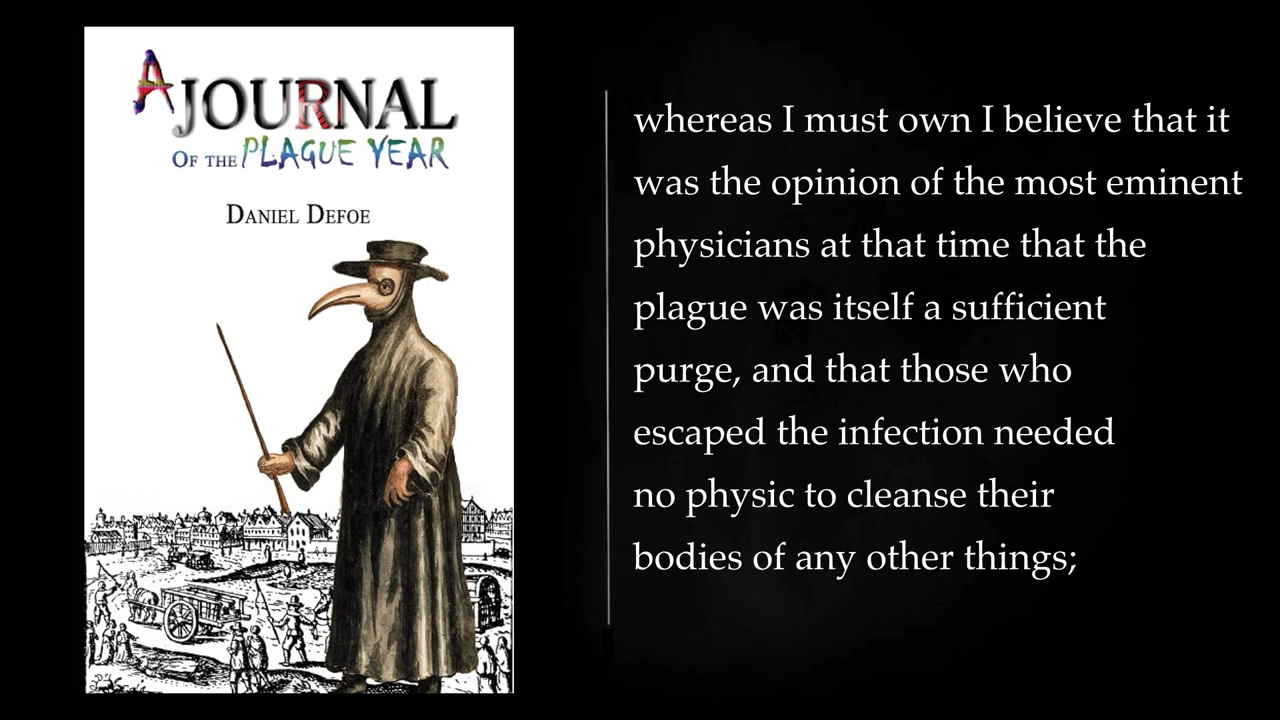 A JOURNAL
OF THE PLAGUE YEAR
DANIEL DEFOE
whereas I must own I believe that it
was the opinion of the most eminent
physicians at that time that the
plague was itself a sufficient
purge, and that those who
escaped the infection needed
no physic to cleanse their
bodies of any other things;